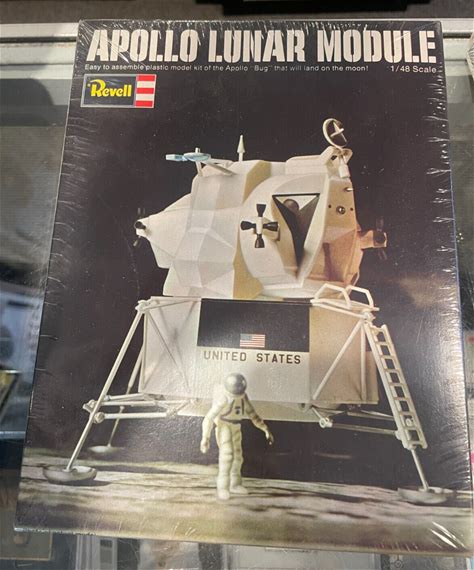 APOLLO LUNAR MODULE
Easy to assemble plastic model kit of the Apollo "Bug" that will land on the moon!
1/48 Scale
Revell
UNITED STATES